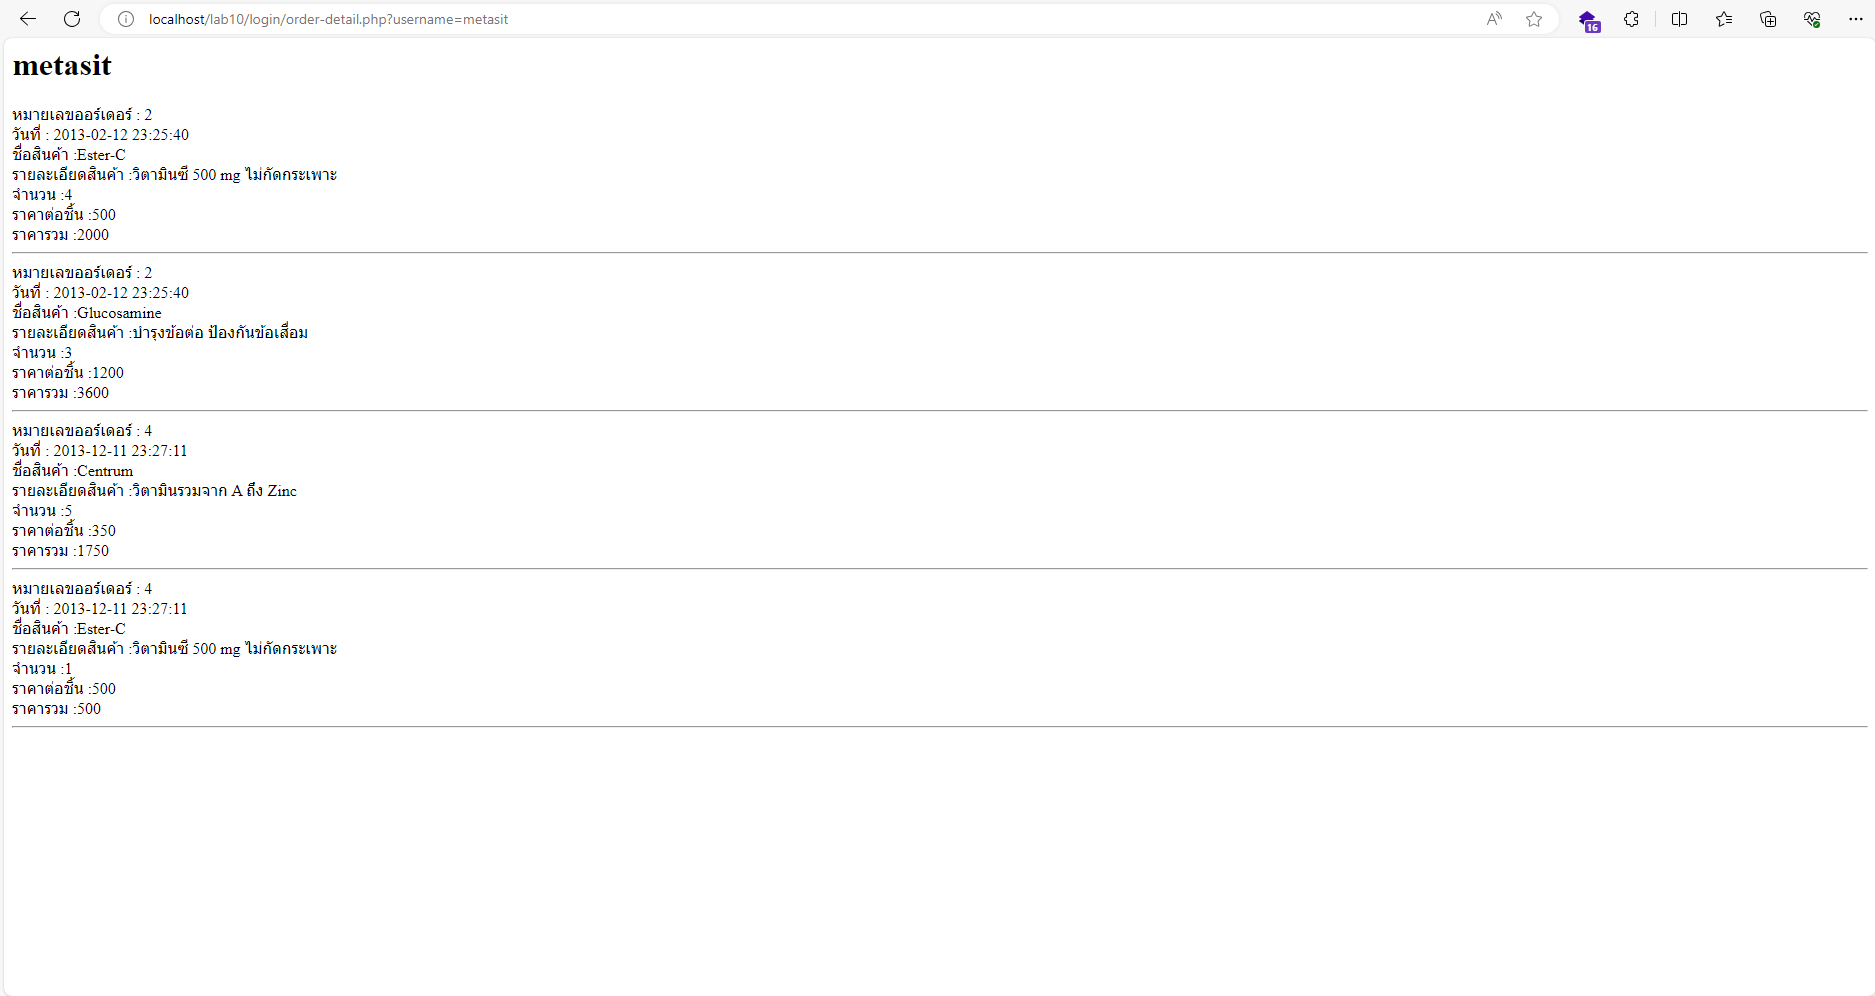 localhost/lab10/login/order-detail.php?username=metasit
16
metasit
หมายเลขออร์เดอร์ : 2
วันที่ : 2013-02-12 23:25:40
ชื่อสินค้า :Ester-C
รายละเอียดสินค้า :วิตามินซี 500 mg ไม่กัดกระเพาะ
จำนวน :4
ราคาต่อชิ้น :500
ราคารวม :2000
หมายเลขออร์เดอร์ : 2
วันที่ : 2013-02-12 23:25:40
ชื่อสินค้า :Glucosamine
รายละเอียดสินค้า :บำรุงข้อต่อ ป้องกันข้อเสื่อม
จำนวน :3
ราคาต่อชิ้น :1200
ราคารวม :3600
หมายเลขออร์เดอร์ : 4
วันที่ : 2013-12-11 23:27:11
ชื่อสินค้า :Centrum
รายละเอียดสินค้า :วิตามินรวมจาก A ถึง Zinc
จำนวน :5
ราคาต่อชิ้น :350
ราคารวม :1750
หมายเลขออร์เดอร์ : 4
วันที่ : 2013-12-11 23:27:11
ชื่อสินค้า :Ester-C
รายละเอียดสินค้า :วิตามินซี 500 mg ไม่กัดกระเพาะ
จำนวน :1
ราคาต่อชิ้น :500
ราคารวม :500